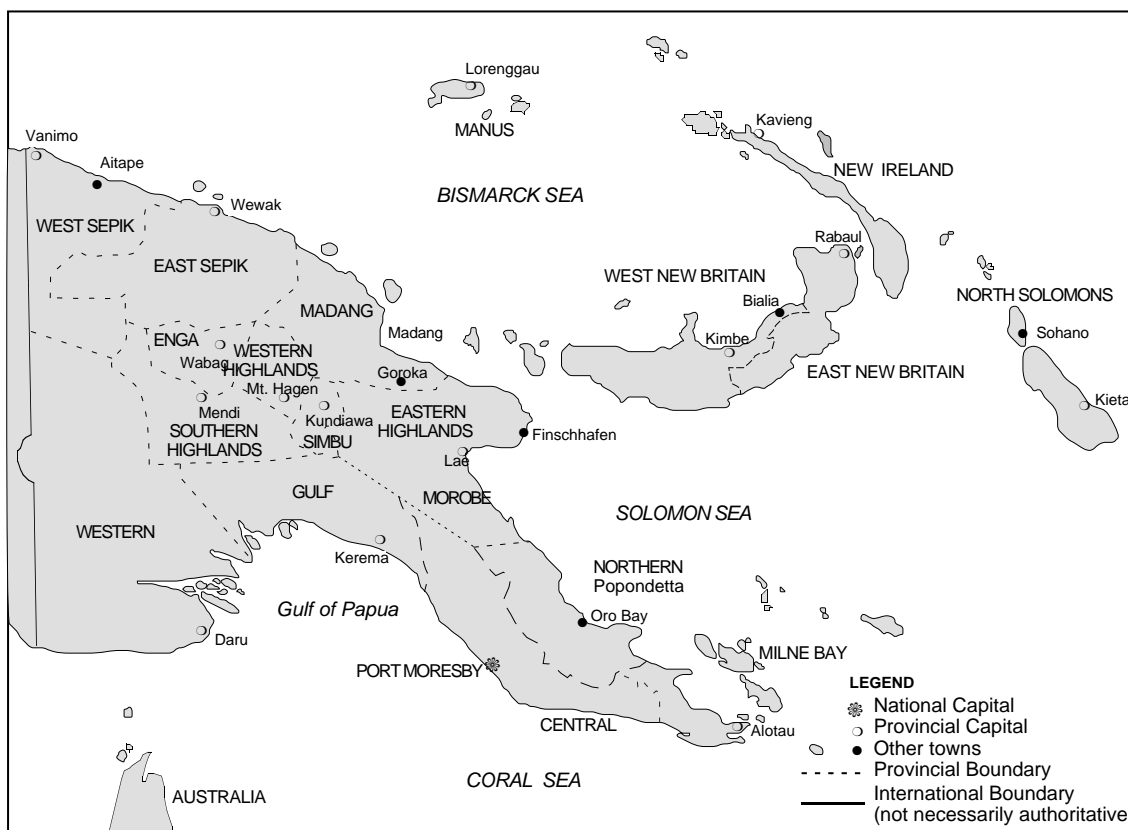 Lorenggau
MANUS
Kavieng
Vanimo
Aitape
NEW IRELAND
BISMARCK SEA
Wewak
WEST SEPIK
Rabaul
EAST SEPIK
WEST NEW BRITAIN
NORTH SOLOMONS
MADANG
Bialia
Madang
Sohano
ENGA
Kimbe
Wabag
WESTERN
HIGHLANDS
EAST NEW BRITAIN
Goroka
Mt. Hagen
Kieta
Mendi
Kundiawa
EASTERN
HIGHLANDS
SOUTHERN
HIGHLANDS
SIMBU
Finschhafen
Lae
GULF
MOROBE
SOLOMON SEA
WESTERN
Kerema
NORTHERN
Popondetta
Gulf of Papua
Oro Bay
Daru
MILNE BAY
PORT MORESBY
CENTRAL
Alotau
CORAL SEA
AUSTRALIA
LEGEND
National Capital
Provincial Capital
Other towns
Provincial Boundary
International Boundary
(not necessarily authoritative